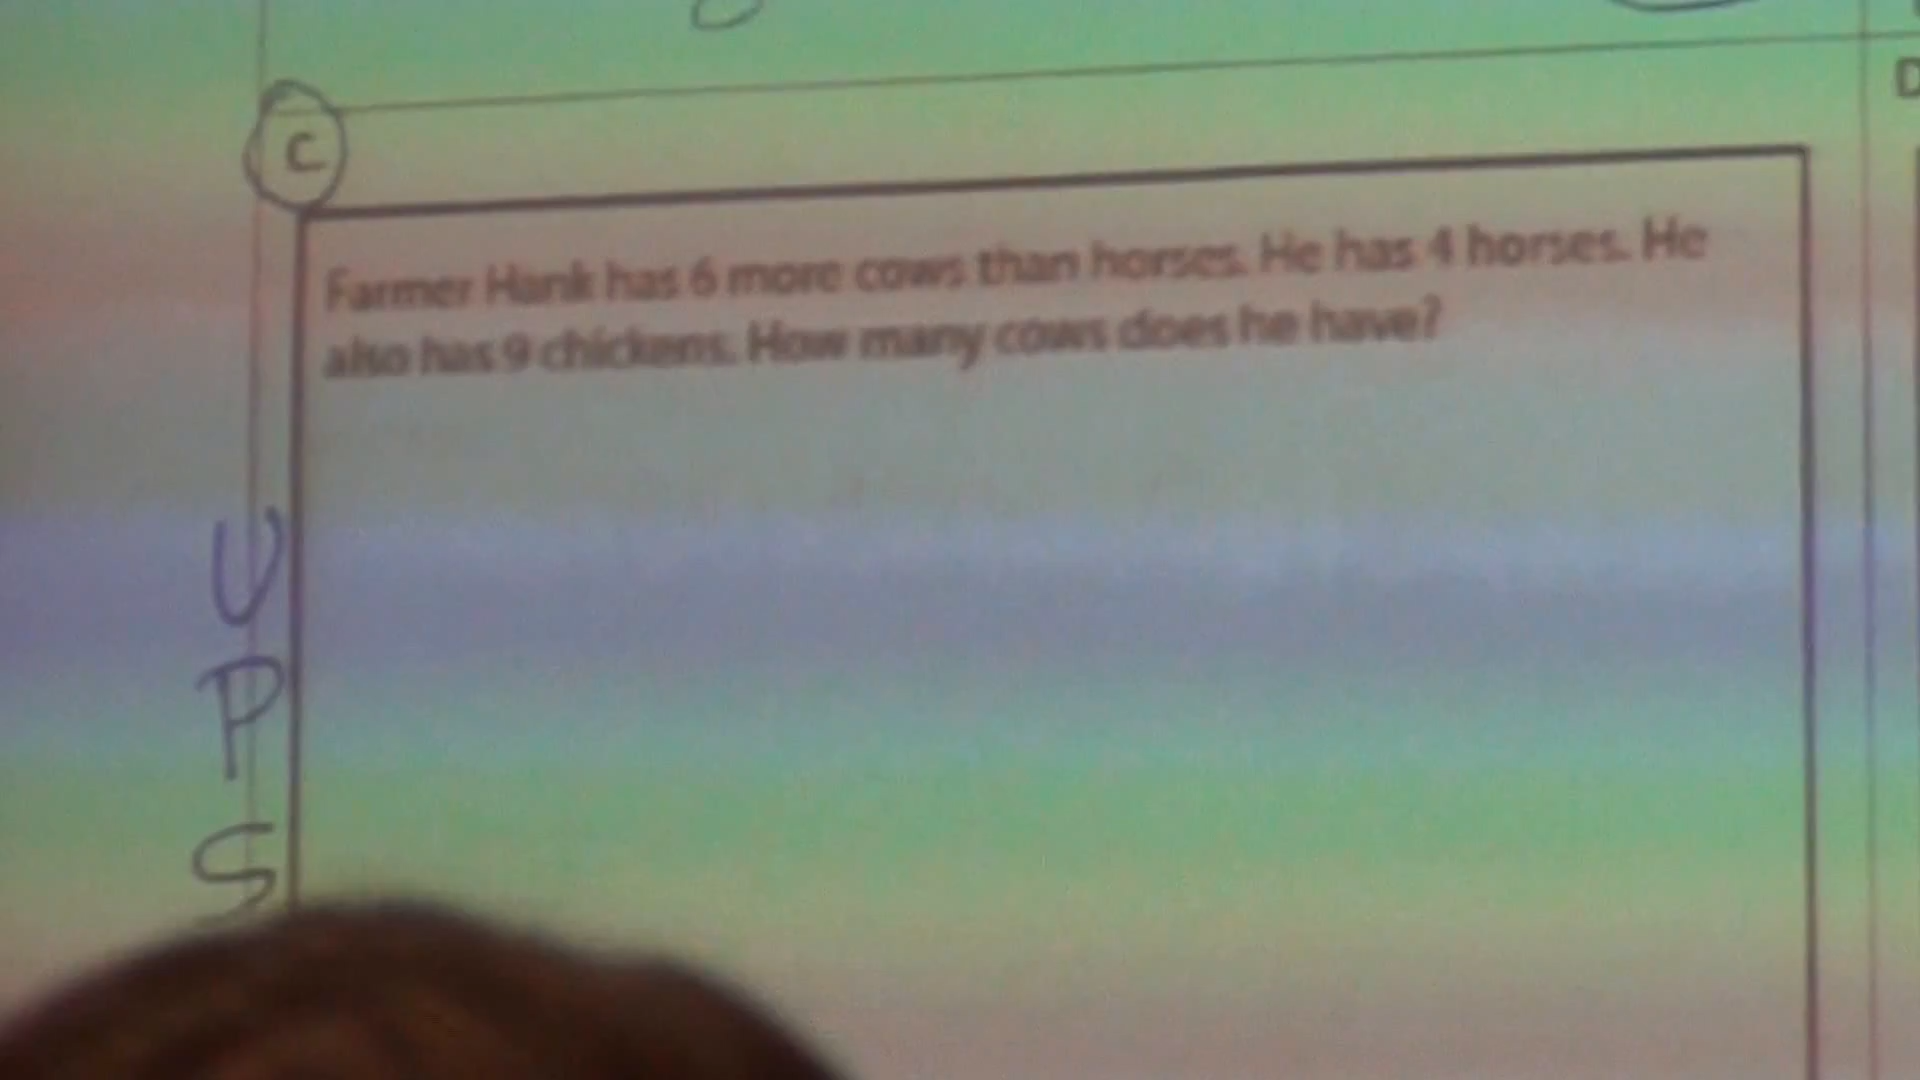 C
D
Farmer Hank has 6 more cows than horses. He has 4 horses. He
also has 9 chickens. How many cows does he have?
U
P
S